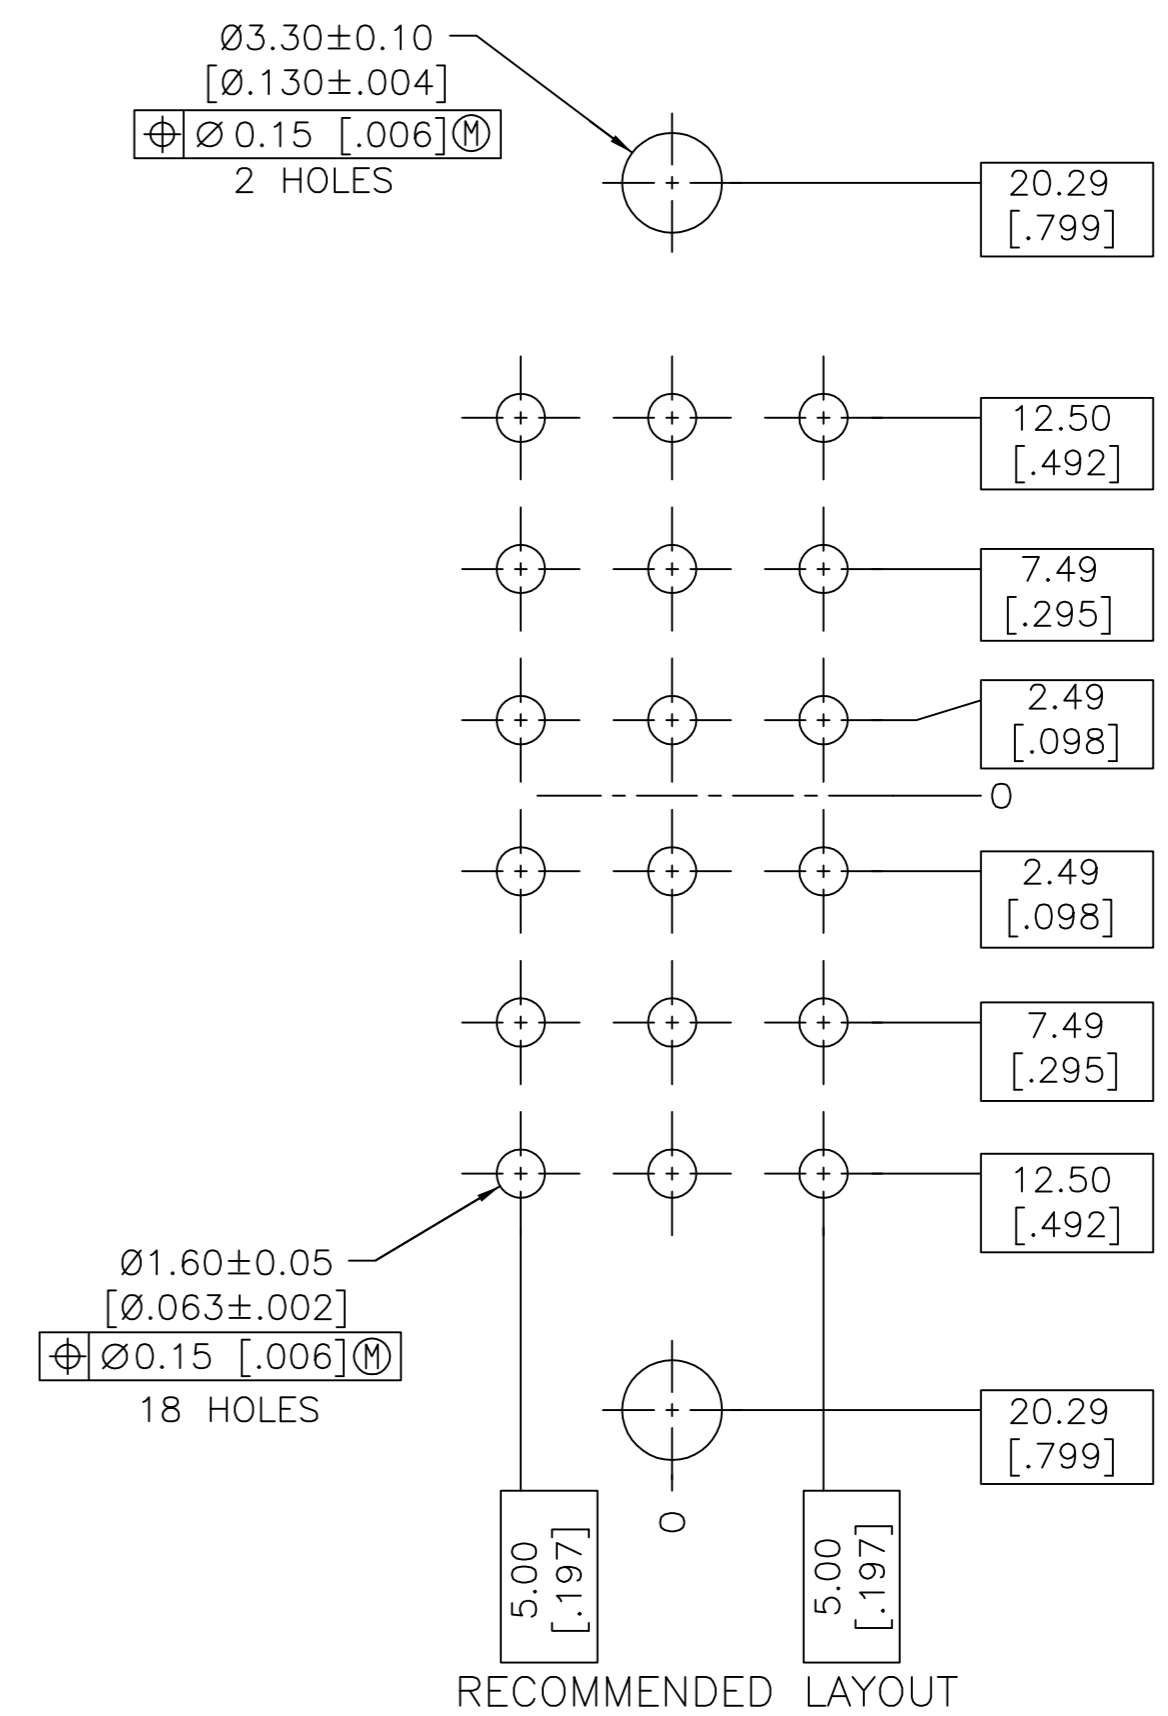 Ø3.30±0.10
[Ø.130±.004]
⌖ Ø 0.15 [.006]Ⓜ
2 HOLES
20.29
[.799]
12.50
[.492]
7.49
[.295]
2.49
[.098]
0
2.49
[.098]
7.49
[.295]
12.50
[.492]
Ø1.60±0.05
[Ø.063±.002]
⌖ Ø0.15 [.006]Ⓜ
18 HOLES
20.29
[.799]
5.00
[.197]
0
5.00
[.197]
RECOMMENDED LAYOUT